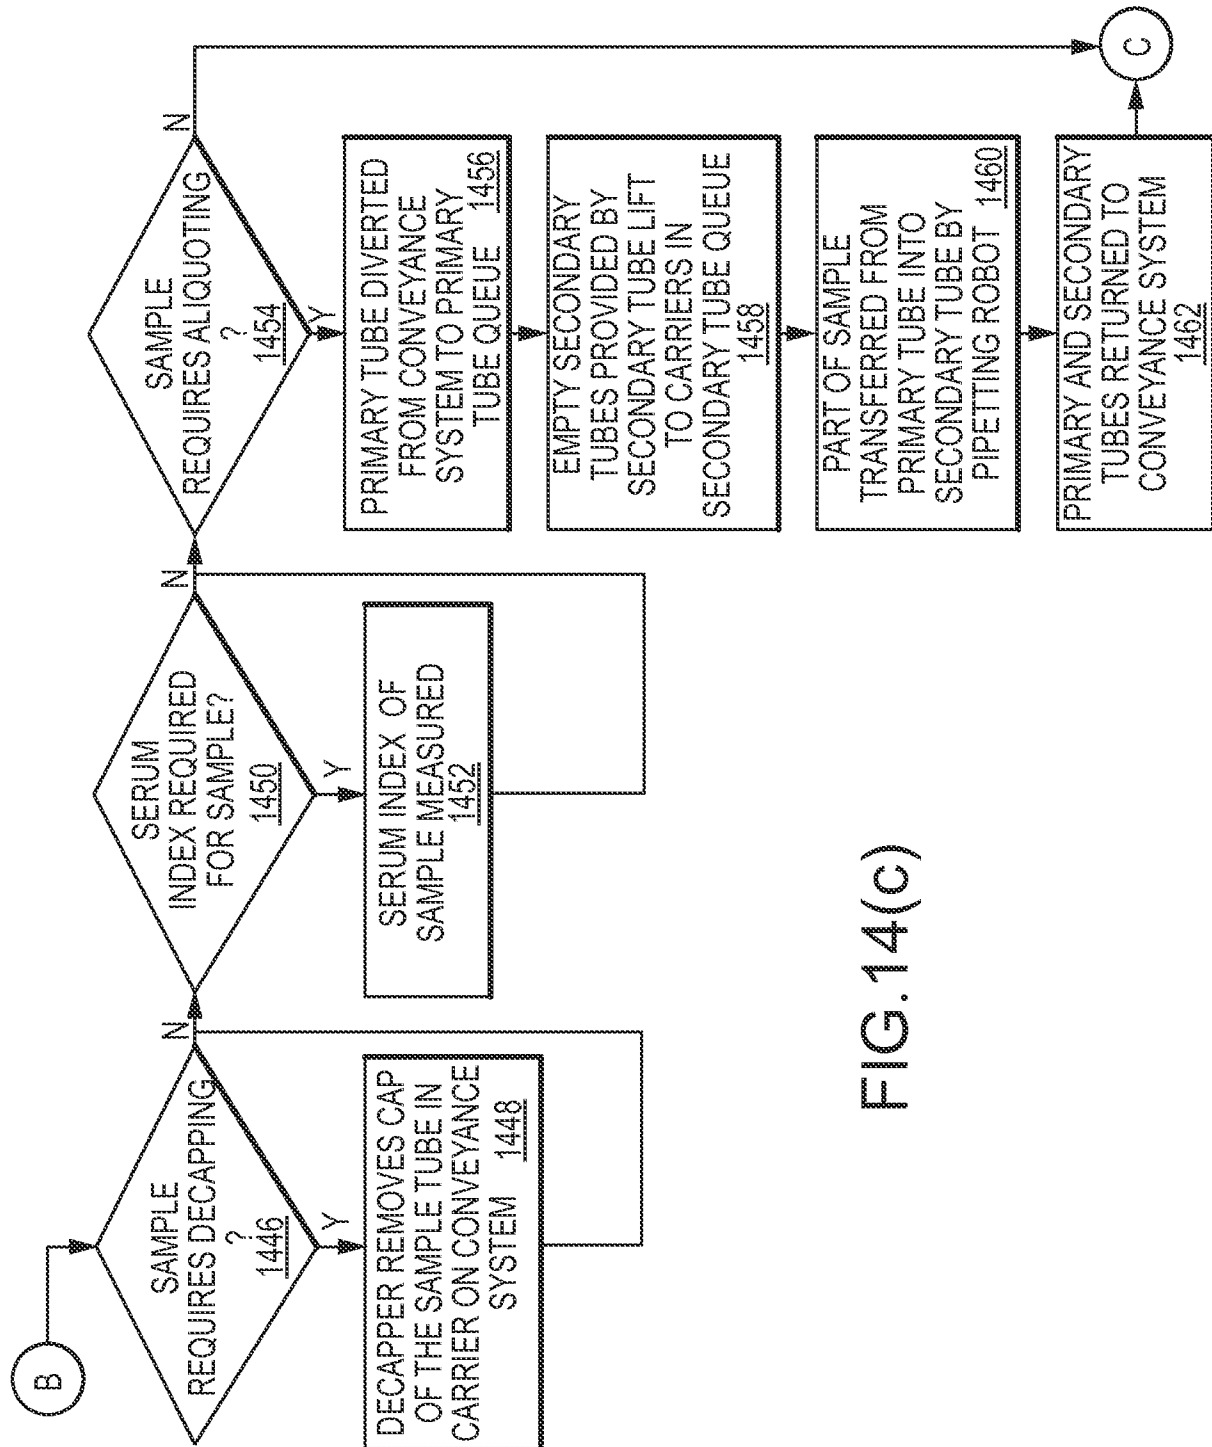 B
SAMPLE
REQUIRES DECAPPING
?
1446
N
Y
DECAPPER REMOVES CAP
OF THE SAMPLE TUBE IN
CARRIER ON CONVEYANCE
SYSTEM 1448
SERUM
INDEX REQUIRED
FOR SAMPLE?
1450
N
Y
SERUM INDEX OF
SAMPLE MEASURED
1452
SAMPLE
REQUIRES ALIQUOTING
?
1454
N
Y
PRIMARY TUBE DIVERTED
FROM CONVEYANCE
SYSTEM TO PRIMARY
TUBE QUEUE 1456
EMPTY SECONDARY
TUBES PROVIDED BY
SECONDARY TUBE LIFT
TO CARRIERS IN
SECONDARY TUBE QUEUE
1458
PART OF SAMPLE
TRANSFERRED FROM
PRIMARY TUBE INTO
SECONDARY TUBE BY
PIPETTING ROBOT 1460
PRIMARY AND SECONDARY
TUBES RETURNED TO
CONVEYANCE SYSTEM
1462
C
FIG.14(c)